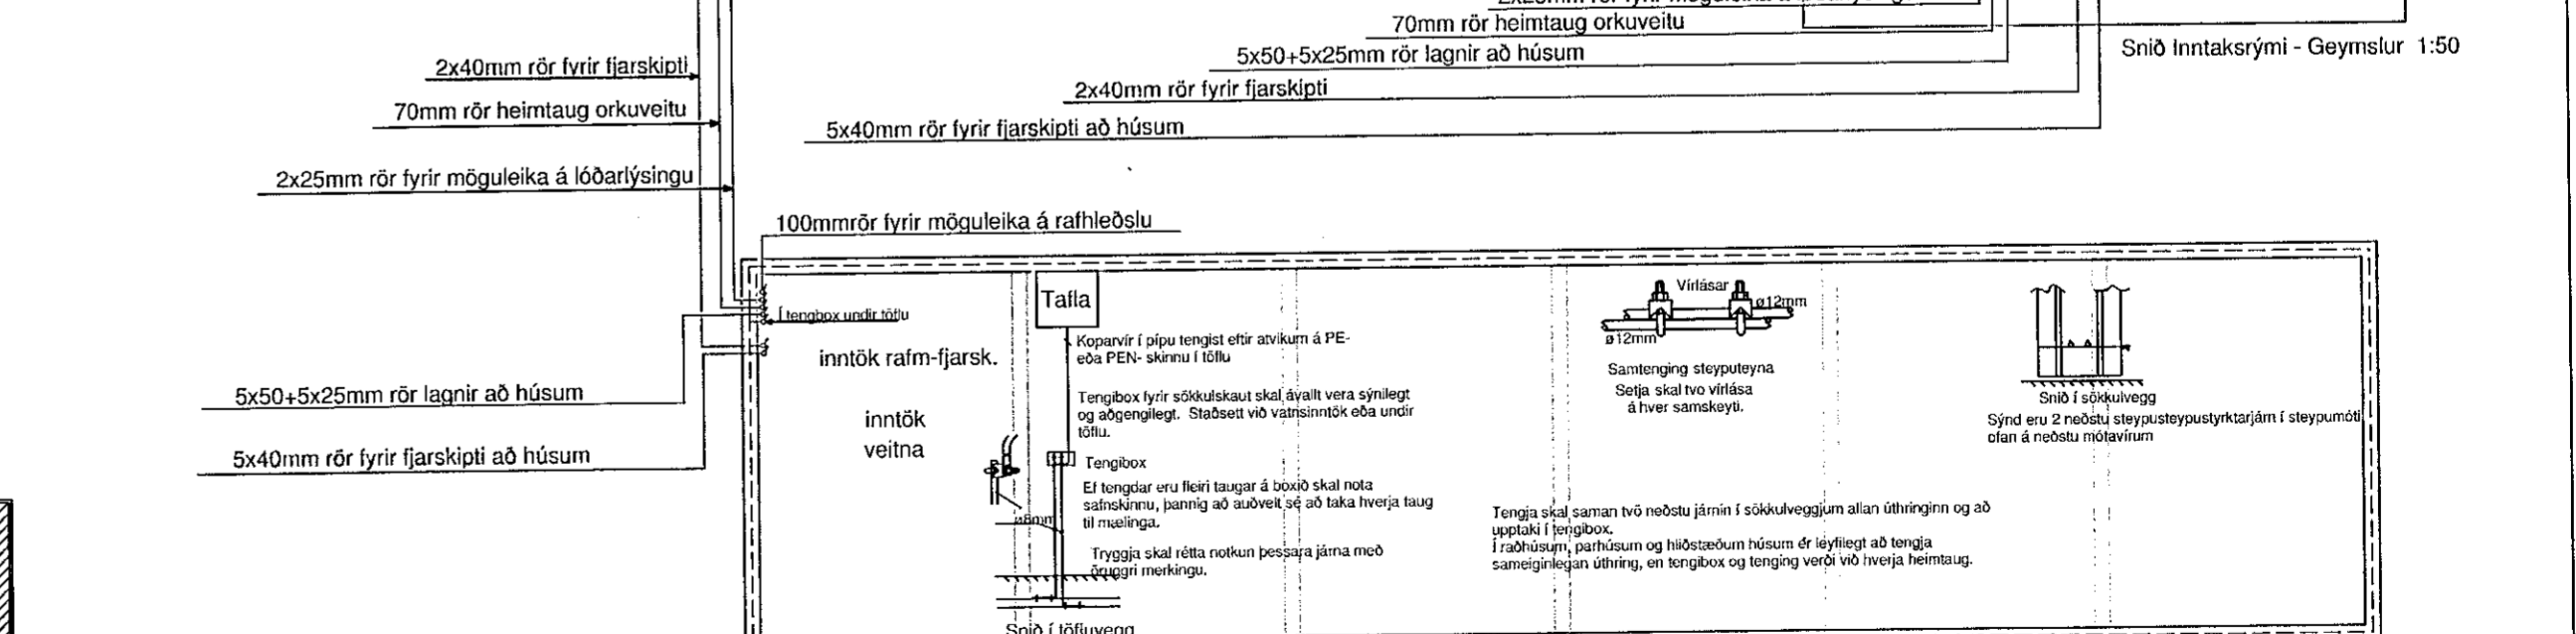 70mm rör heimtaug orkuveitu
5x50+5x25mm rör lagnir að húsum
2x40mm rör fyrir fjarskipti
5x40mm rör fyrir fjarskipti að húsum
Snið Inntaksrými - Geymslur 1:50
2x40mm rör fyrir fjarskipti
70mm rör heimtaug orkuveitu
2x25mm rör fyrir möguleika á lóðarlýsingu
100mmrör fyrir möguleika á rafhleðslu
5x50+5x25mm rör lagnir að húsum
5x40mm rör fyrir fjarskipti að húsum
Í tengbox undir töflu
inntök rafm-fjarsk.
inntök
veitna
Tafla
Koparvír í pípu tengist eftir atvikum á PE-
eða PEN- skinnu í töflu
Tengibox fyrir sökkulskaut skal ávallt vera sýnilegt
og aðgengilegt. Staðsett við vatnsinntök eða undir
töflu.
Tengibox
Ef tengdar eru fleiri taugar á boxið skal nota
safnskinnu, þannig að auðvelt sé að taka hverja taug
til mælinga.
Tryggja skal rétta notkun þessara járna með
öruggri merkingu.
Snið í töfluvegg
Vírlásar
ø12mm
ø12mm
Samtenging steyputeyna
Setja skal tvo vírlása
á hver samskeyti.
Tengja skal saman tvö neðstu járnin í sökkulveggjum allan úthringinn og að
upptaki í tengibox.
Í raðhúsum, parhúsum og hliðstæðum húsum er leyfilegt að tengja
sameiginlegan úthring, en tengibox og tenging verði við hverja heimtaug.
Snið í sökkulvegg
Sýnd eru 2 neðstu steypusteypustyrktarjárn í steypumóti
ofan á neðstu mótavírum